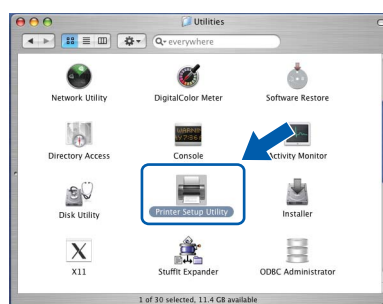 Utilities
Q▾ everywhere
Network Utility
DigitalColor Meter
Software Restore
Directory Access
Console
Activity Monitor
Disk Utility
Printer Setup Utility
Installer
X11
StuffIt Expander
ODBC Administrator
1 of 30 selected, 11.4 GB available